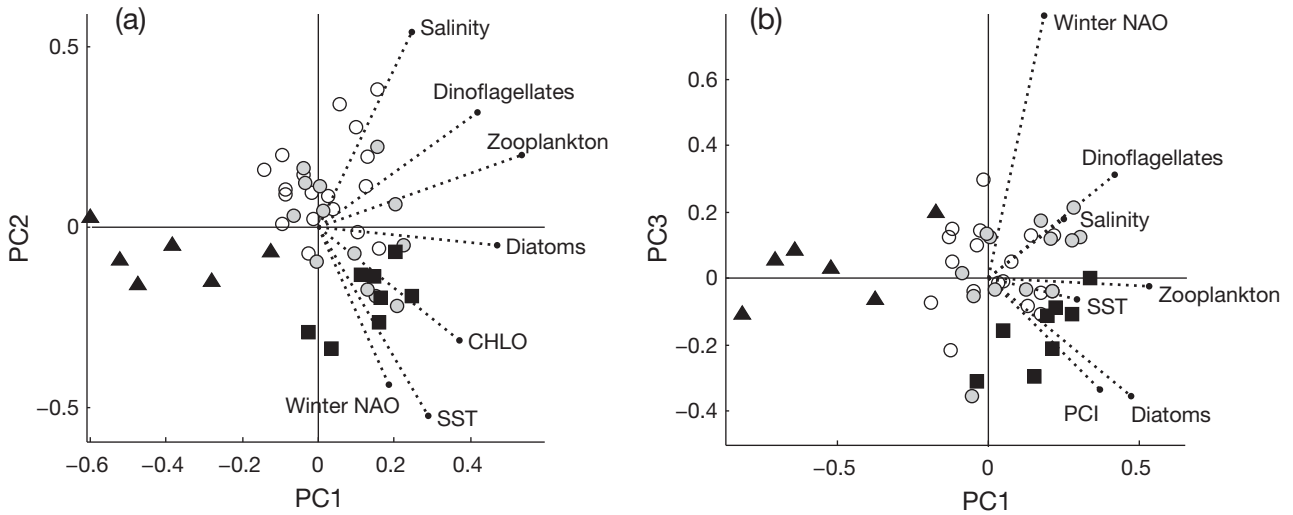 (a)
0.5
0
−0.5
−0.6
−0.4
−0.2
0
0.2
0.4
PC1
PC2
Salinity
Dinoflagellates
Zooplankton
Diatoms
CHLO
Winter NAO
SST
(b)
0.6
0.4
0.2
0
−0.2
−0.4
−0.5
0
0.5
PC1
PC3
Winter NAO
Dinoflagellates
Salinity
Zooplankton
SST
PCI
Diatoms